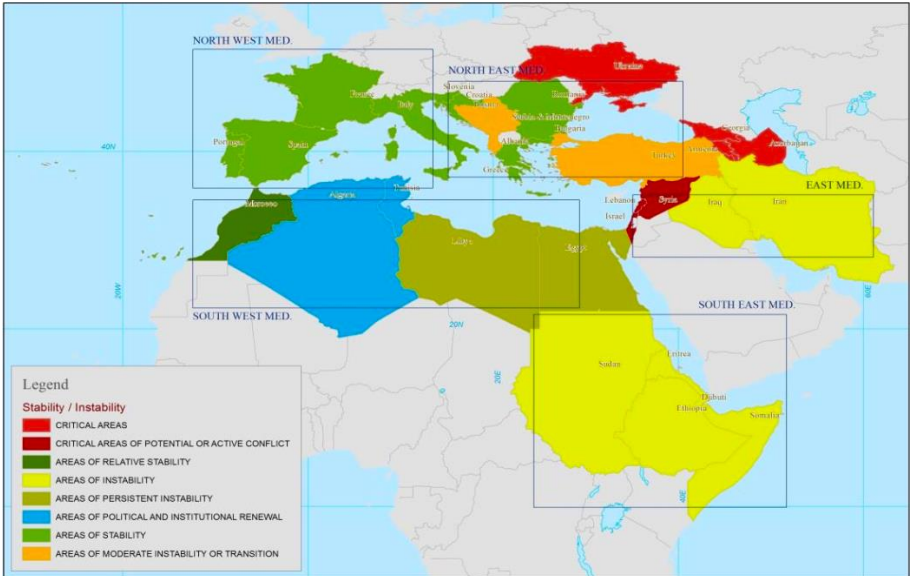 NORTH WEST MED.
NORTH EAST MED.
Ukraine
Slovenia
France
Italy
Croatia
Romania
Serbia & Montenegro
Bulgaria
Georgia
Azerbaijan
Portugal
Spain
Albania
Turkey
Armenia
40N
Greece
EAST MED.
Tunisia
Algeria
Morocco
Lebanon
Syria
Iraq
Iran
Israel
Libya
Egypt
20W
60E
SOUTH WEST MED.
SOUTH EAST MED.
20N
Sudan
Eritrea
20E
0
Djibuti
Ethiopia
Somalia
40E
Legend
Stability / Instability
CRITICAL AREAS
CRITICAL AREAS OF POTENTIAL OR ACTIVE CONFLICT
AREAS OF RELATIVE STABILITY
AREAS OF INSTABILITY
AREAS OF PERSISTENT INSTABILITY
AREAS OF POLITICAL AND INSTITUTIONAL RENEWAL
AREAS OF STABILITY
AREAS OF MODERATE INSTABILITY OR TRANSITION